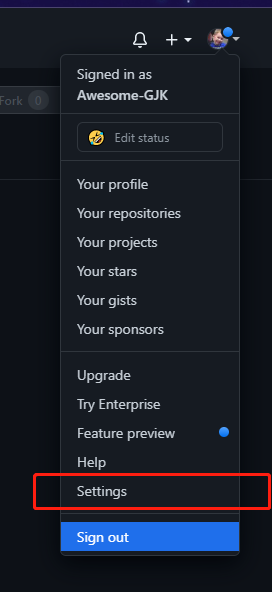 Fork 0
Signed in as
Awesome-GJK
Edit status
Your profile
Your repositories
Your projects
Your stars
Your gists
Your sponsors
Upgrade
Try Enterprise
Feature preview
Help
Settings
Sign out